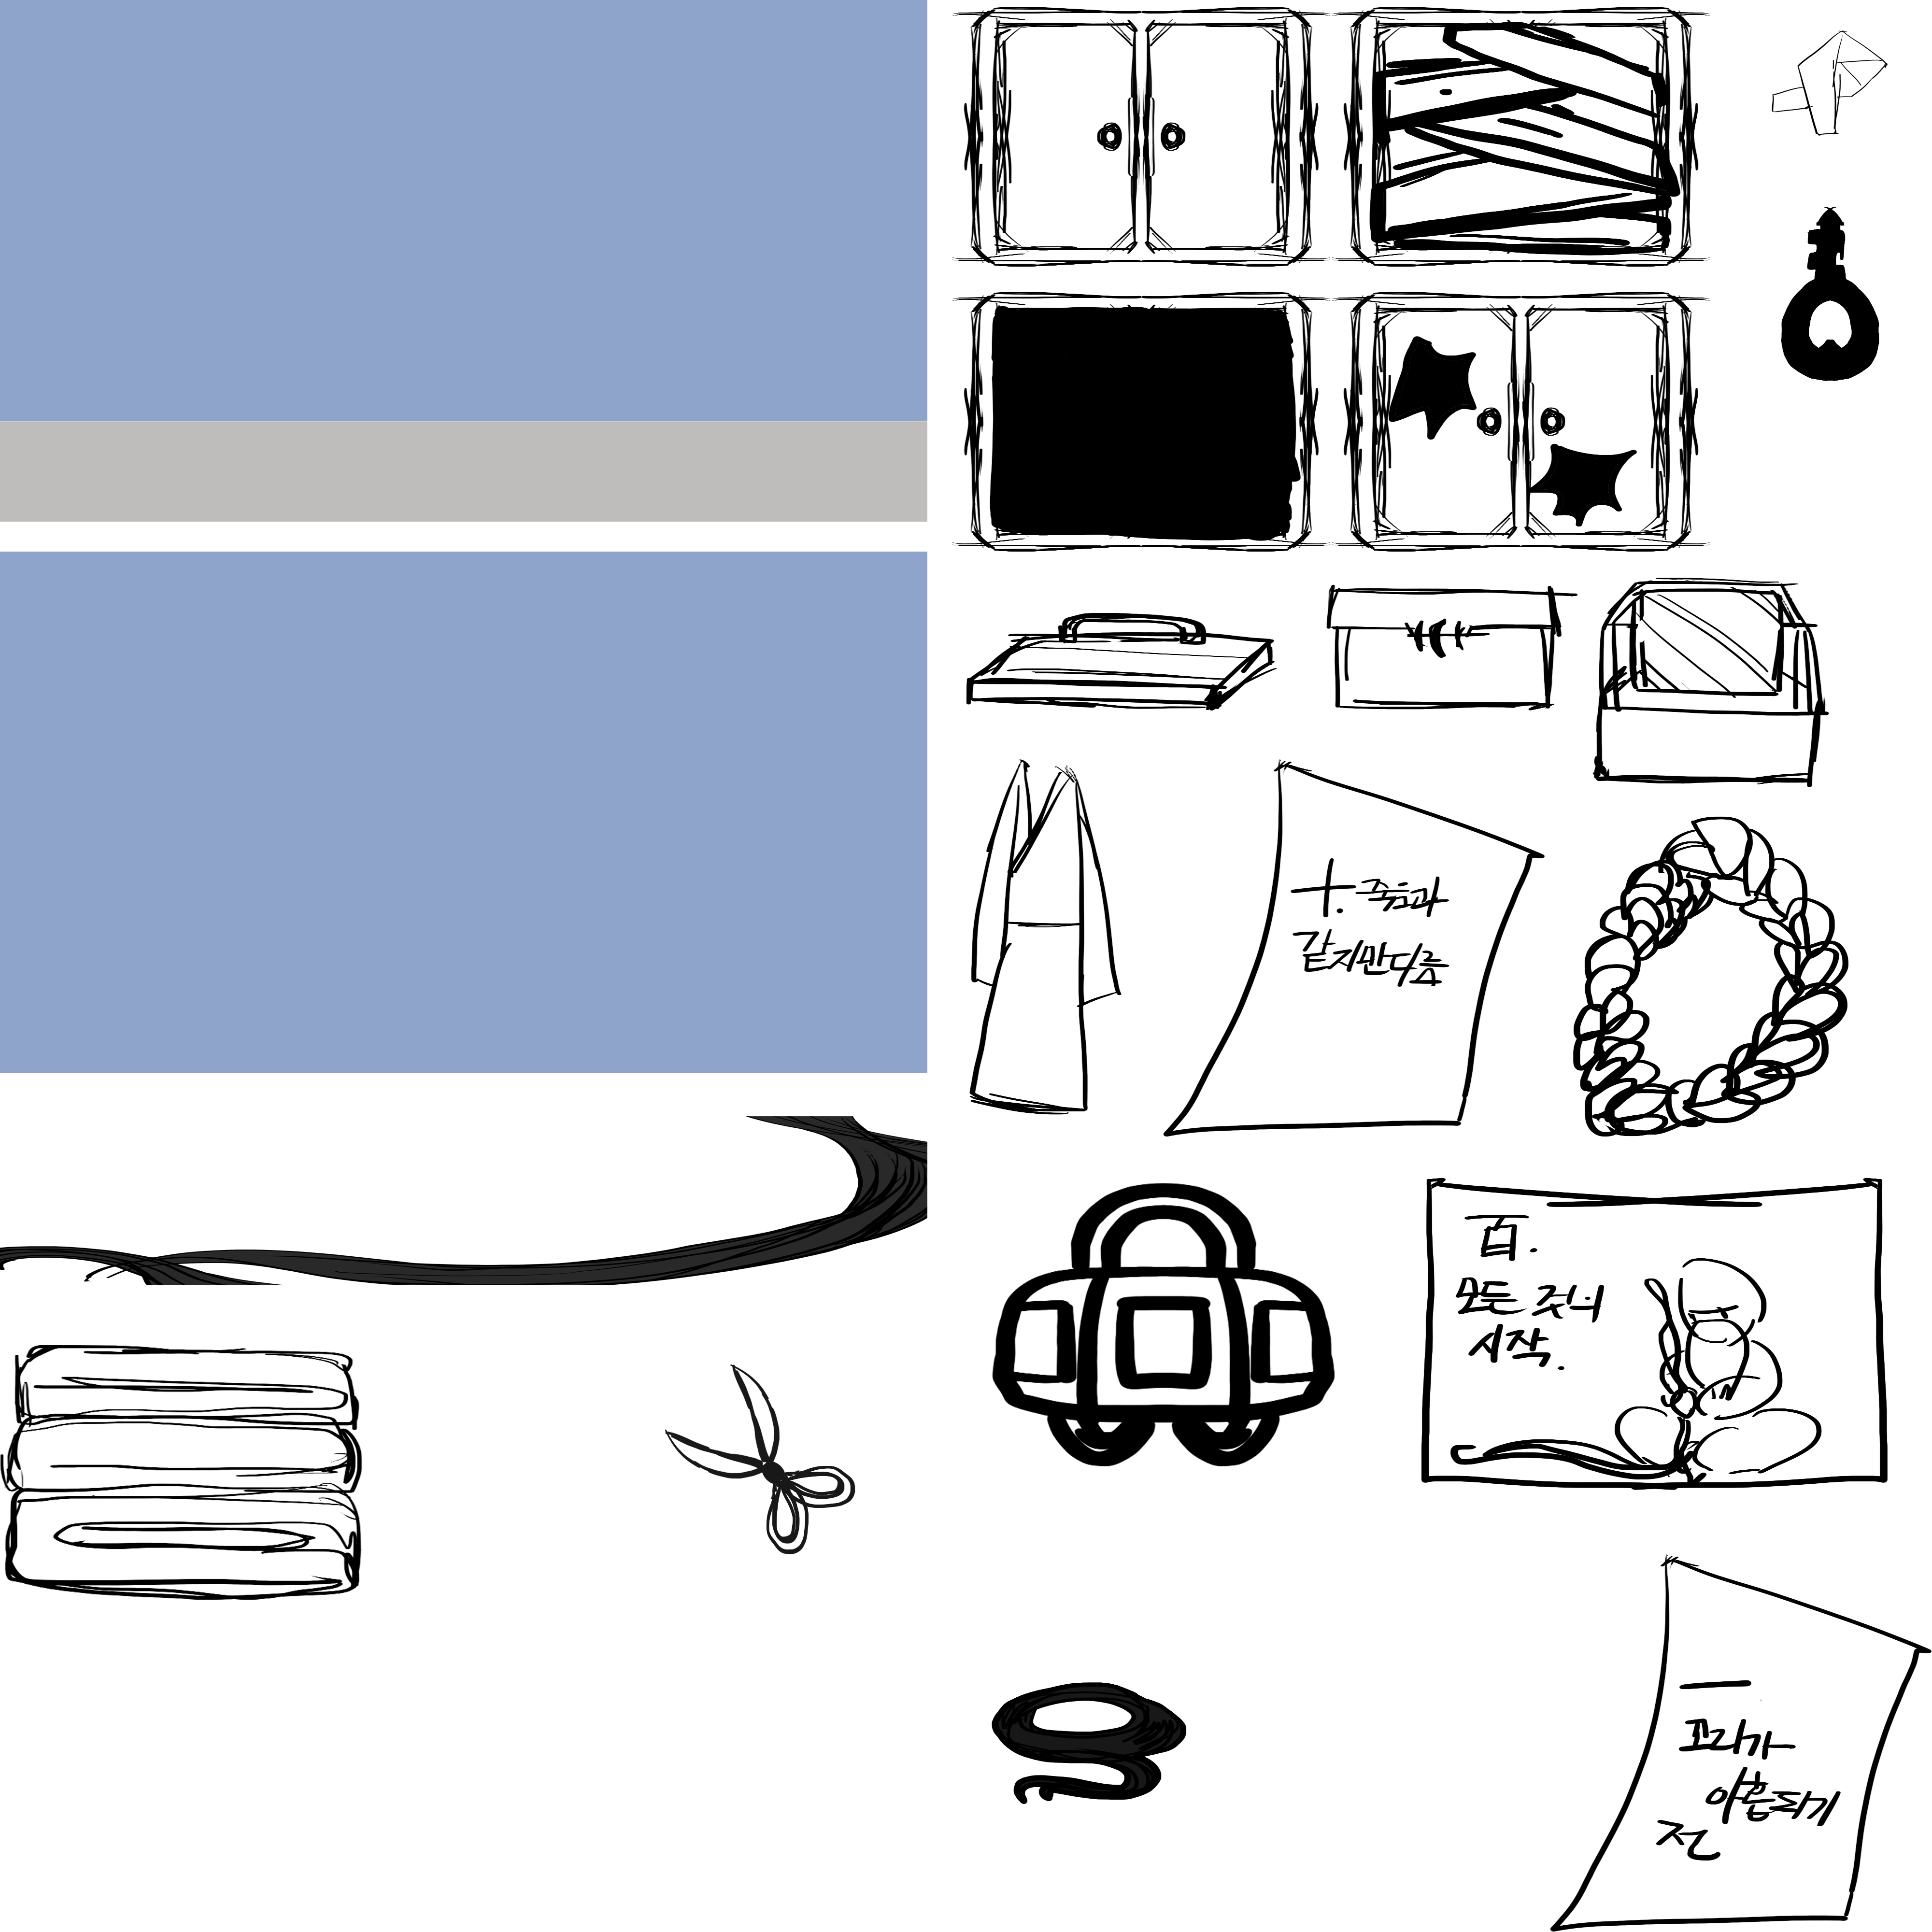 十. 죽음과
같지만 다름
百.
모든 것의
시작.
一
꼬리가
아홉되기
전